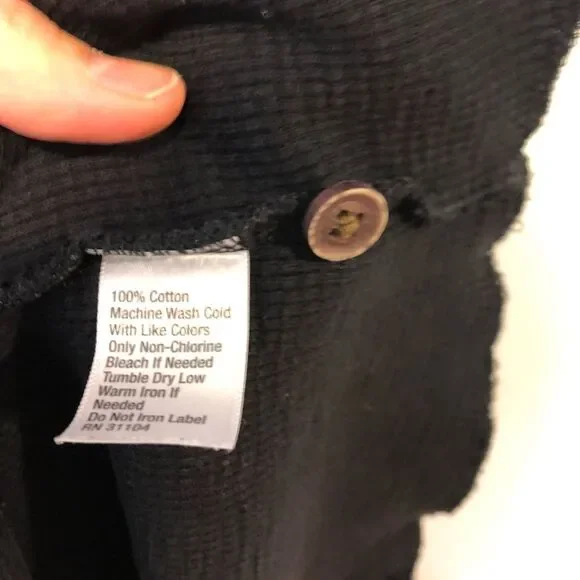 100% Cotton
Machine Wash Cold
With Like Colors
Only Non-Chlorine
Bleach If Needed
Tumble Dry Low
Warm Iron If
Needed
Do Not Iron Label
RN 31104